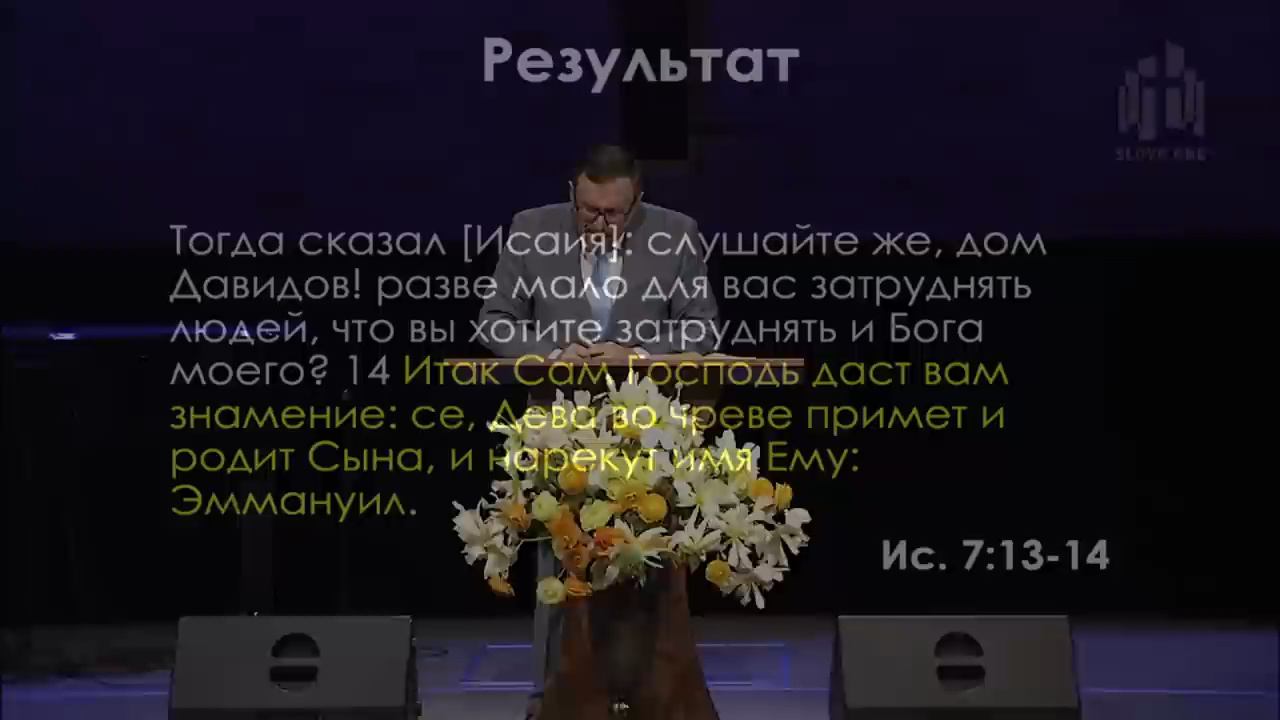 Результат
SLOVO.ORG
Тогда сказал [Исаия]: слушайте же, дом
Давидов! разве мало для вас затруднять
людей, что вы хотите затруднять и Бога
моего? 14 Итак Сам Господь даст вам
знамение: се, Дева во чреве примет и
родит Сына, и нарекут имя Ему:
Эммануил.
Ис. 7:13-14